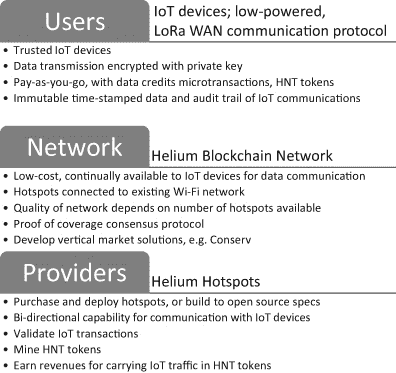 Users
IoT devices; low-powered,
LoRa WAN communication protocol
• Trusted IoT devices
• Data transmission encrypted with private key
• Pay-as-you-go, with data credits microtransactions, HNT tokens
• Immutable time-stamped data and audit trail of IoT communications
Network
Helium Blockchain Network
• Low-cost, continually available to IoT devices for data communication
• Hotspots connected to existing Wi-Fi network
• Quality of network depends on number of hotspots available
• Proof of coverage consensus protocol
• Develop vertical market solutions, e.g. Conserv
Providers
Helium Hotspots
• Purchase and deploy hotspots, or build to open source specs
• Bi-directional capability for communication with IoT devices
• Validate IoT transactions
• Mine HNT tokens
• Earn revenues for carrying IoT traffic in HNT tokens